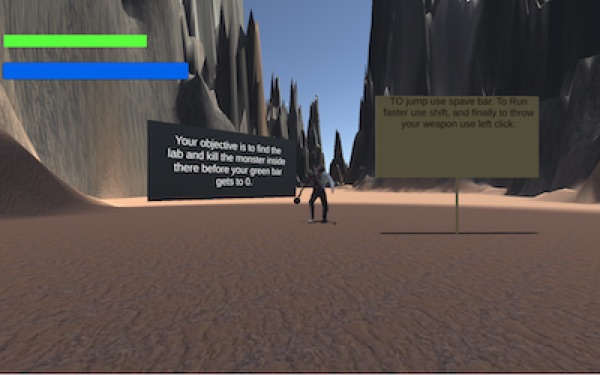 Your objective is to find the
lab and kill the monster inside
there before your green bar
gets to 0.
TO jump use spave bar. To Run
faster use shift, and finally to throw
your weapon use left click.